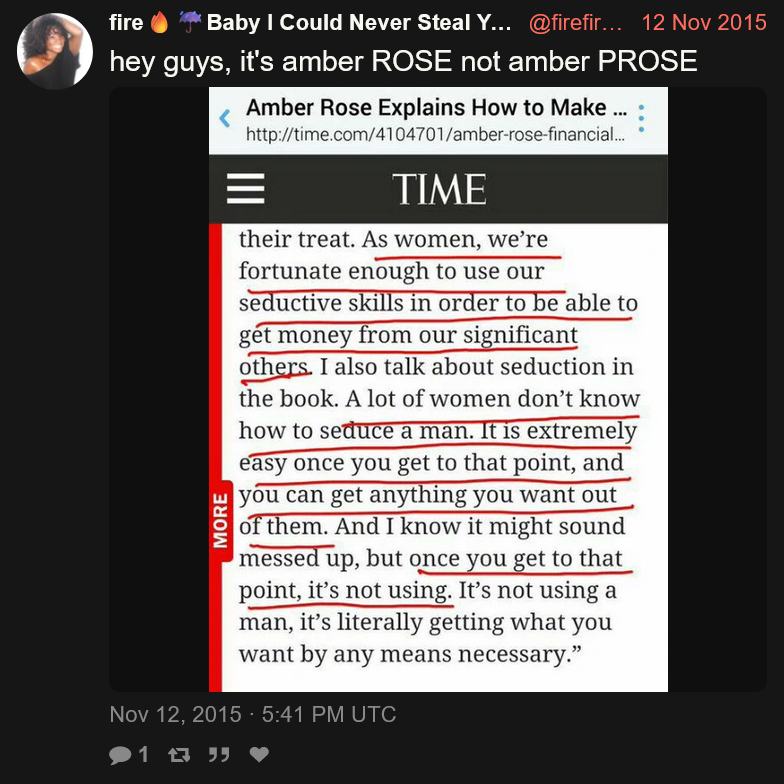 fire 🔥 ☔ Baby I Could Never Steal Y... @firefir... 12 Nov 2015
hey guys, it's amber ROSE not amber PROSE
Amber Rose Explains How to Make ...
http://time.com/4104701/amber-rose-financial...
TIME
their treat. As women, we’re
fortunate enough to use our
seductive skills in order to be able to
get money from our significant
others. I also talk about seduction in
the book. A lot of women don’t know
how to seduce a man. It is extremely
easy once you get to that point, and
you can get anything you want out
of them. And I know it might sound
messed up, but once you get to that
point, it’s not using. It’s not using a
man, it’s literally getting what you
want by any means necessary.”
MORE
Nov 12, 2015 · 5:41 PM UTC
1